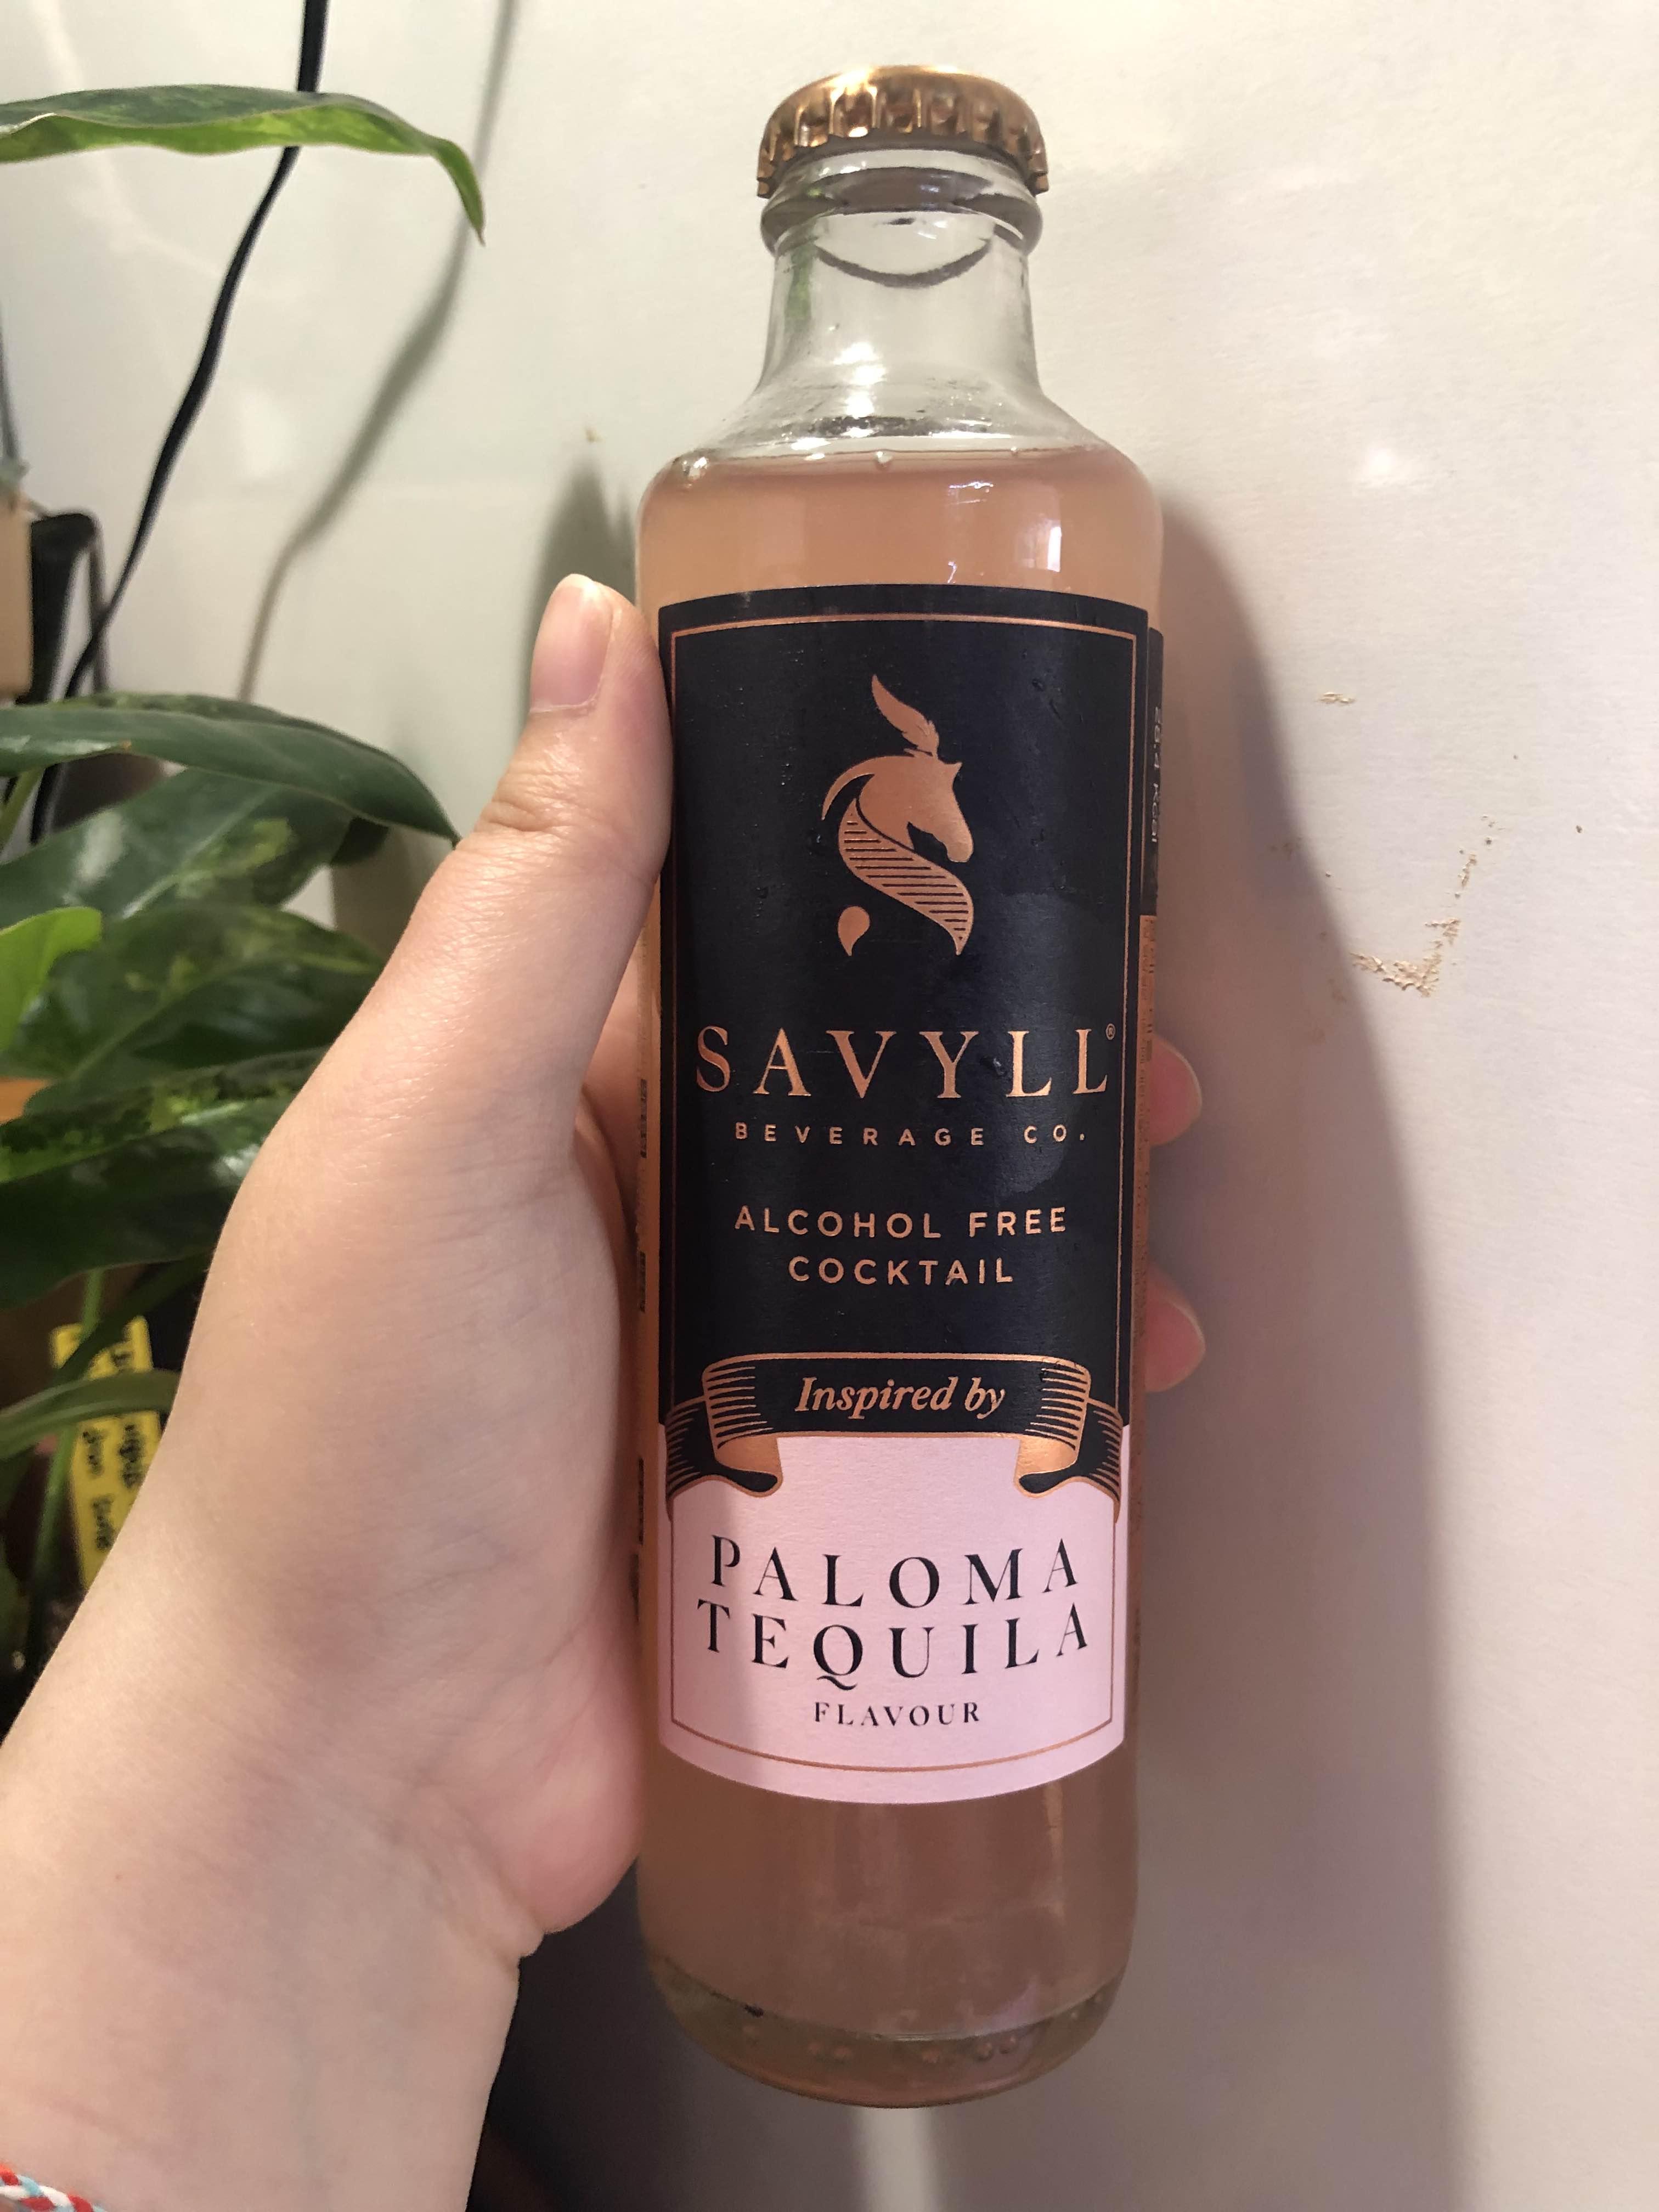 SAVYLL®
BEVERAGE CO.
ALCOHOL FREE
COCKTAIL
Inspired by
PALOMA
TEQUILA
FLAVOUR